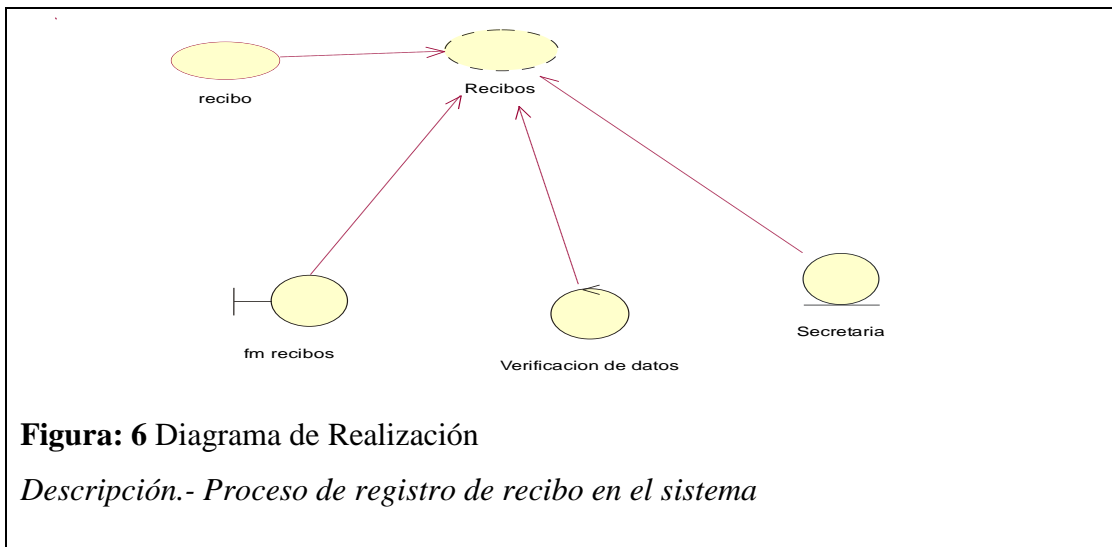 recibo
Recibos
fm recibos
Verificacion de datos
Secretaria
Figura: 6 Diagrama de Realización
Descripción.- Proceso de registro de recibo en el sistema